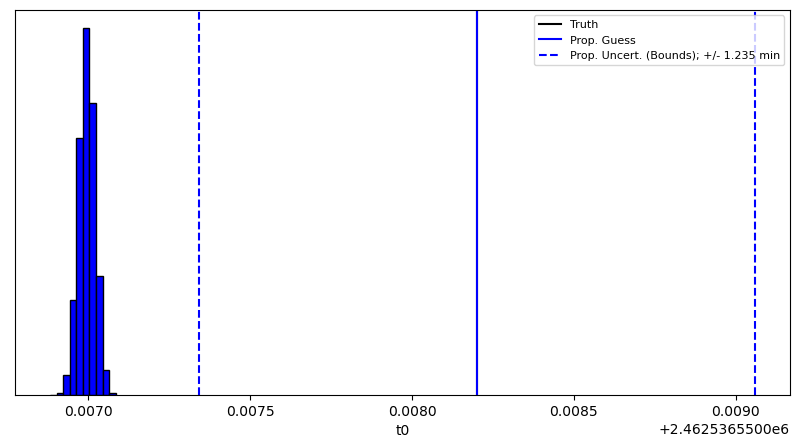 Truth
Prop. Guess
Prop. Uncert. (Bounds); +/- 1.235 min
0.0070 0.0075 0.0080 0.0085 0.0090
t0
+2.4625365500e6